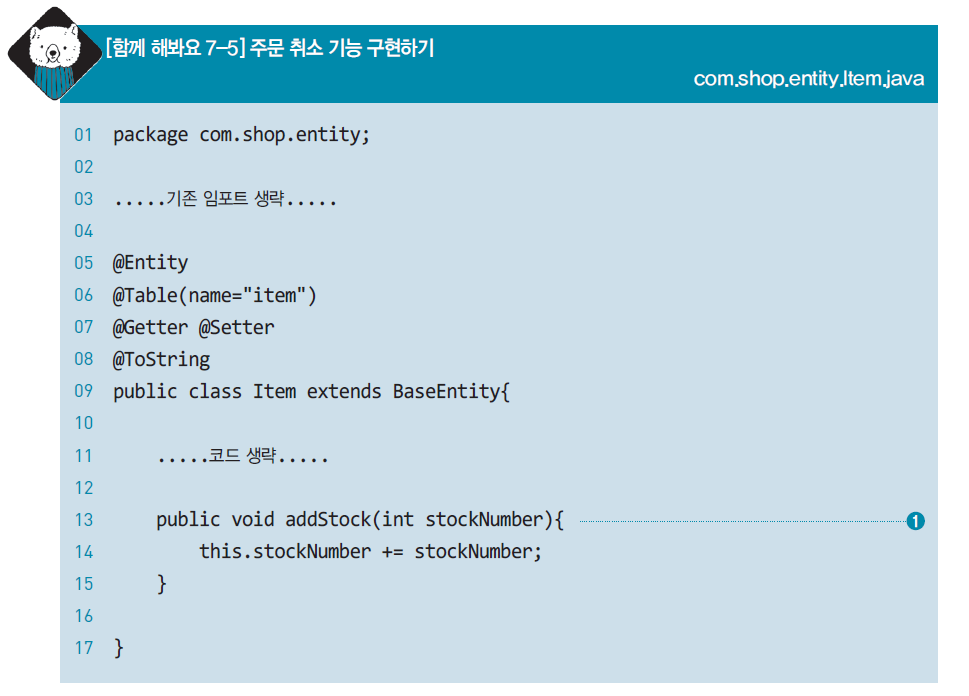 [함께 해봐요 7-5] 주문 취소 기능 구현하기
com.shop.entity.Item.java
01 package com.shop.entity;
02
03 .....기존 임포트 생략.....
04
05 @Entity
06 @Table(name="item")
07 @Getter @Setter
08 @ToString
09 public class Item extends BaseEntity{
10
11     .....코드 생략.....
12
13     public void addStock(int stockNumber){ ❶
14         this.stockNumber += stockNumber;
15     }
16
17 }